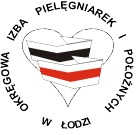 OKRĘGOWA IZBA PIELĘGNIAREK I POŁOŻNYCH
W ŁODZI